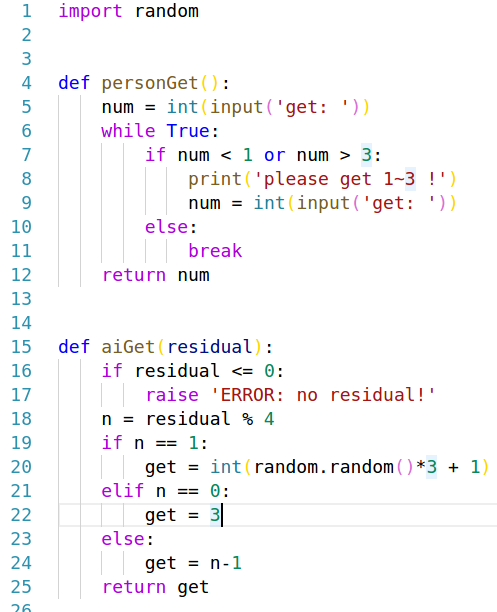 1 import random
2
3
4 def personGet():
5     num = int(input('get: '))
6     while True:
7         if num < 1 or num > 3:
8             print('please get 1~3 !')
9             num = int(input('get: '))
10         else:
11             break
12     return num
13
14
15 def aiGet(residual):
16     if residual <= 0:
17         raise 'ERROR: no residual!'
18     n = residual % 4
19     if n == 1:
20         get = int(random.random()*3 + 1)
21     elif n == 0:
22         get = 3
23     else:
24         get = n-1
25     return get
26